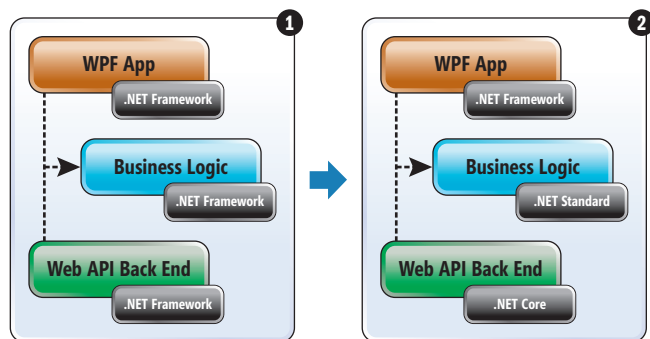 1
WPF App
.NET Framework
Business Logic
.NET Framework
Web API Back End
.NET Framework
2
WPF App
.NET Framework
Business Logic
.NET Standard
Web API Back End
.NET Core